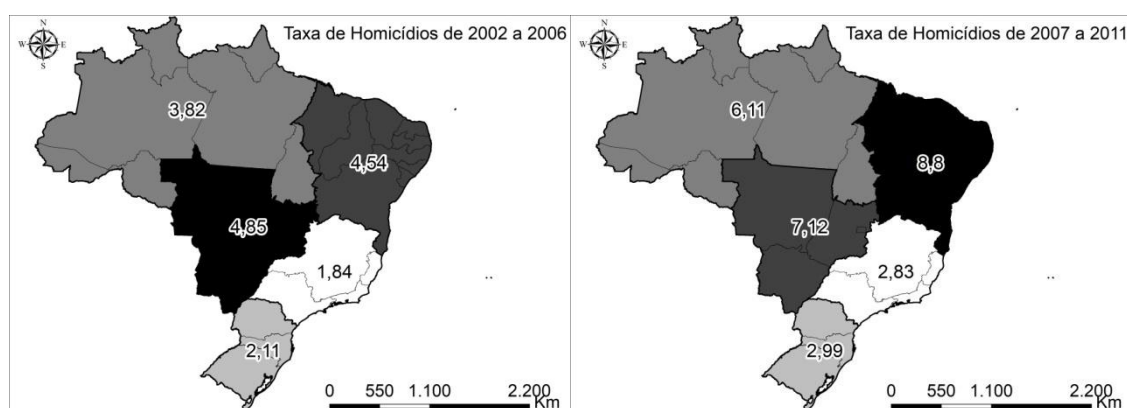 Taxa de Homicídios de 2002 a 2006
N
W E
S
3,82
4,54
4,85
1,84
2,11
0 550 1.100 2.200
Km
Taxa de Homicídios de 2007 a 2011
N
W E
S
6,11
8,8
7,12
2,83
2,99
0 550 1.100 2.200
Km